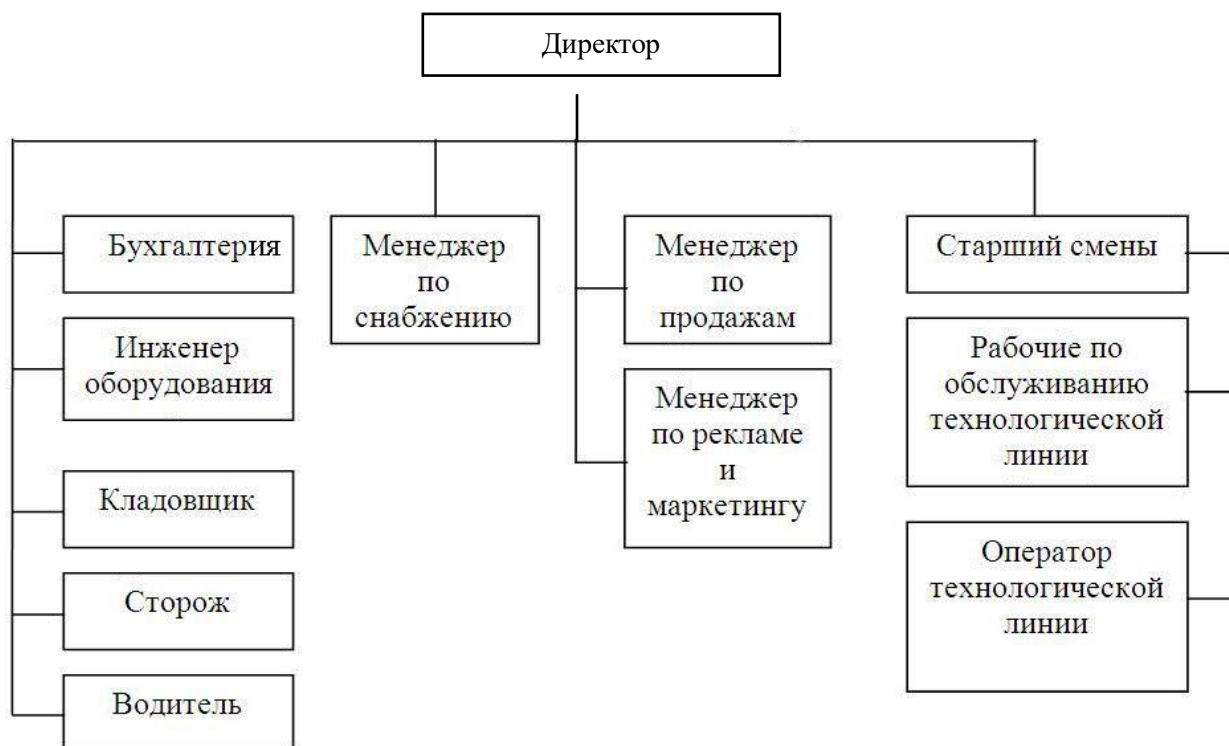 Директор
Бухгалтерия
Инженер
оборудования
Кладовщик
Сторож
Водитель
Менеджер
по
снабжению
Менеджер
по
продажам
Менеджер
по рекламе
и
маркетингу
Старший смены
Рабочие по
обслуживанию
технологической
линии
Оператор
технологической
линии